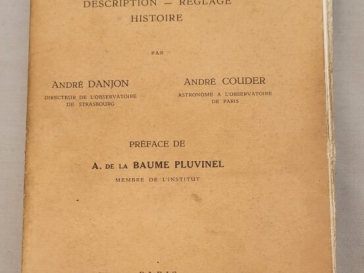 DESCRIPTION — RÉGLAGE
HISTOIRE
PAR
ANDRÉ DANJON
DIRECTEUR DE L'OBSERVATOIRE
DE STRASBOURG
ANDRÉ COUDER
ASTRONOME A L'OBSERVATOIRE
DE PARIS
PRÉFACE DE
A. DE LA BAUME PLUVINEL
MEMBRE DE L'INSTITUT
PARIS